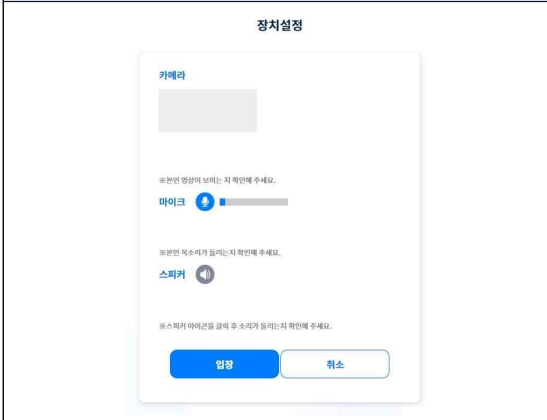 장치설정
카메라
※본인 영상이 보이는 지 확인해 주세요.
마이크
※본인 목소리가 들리는지 확인해 주세요.
스피커
※스피커 아이콘을 클릭 후 소리가 들리는지 확인해 주세요.
입장 취소